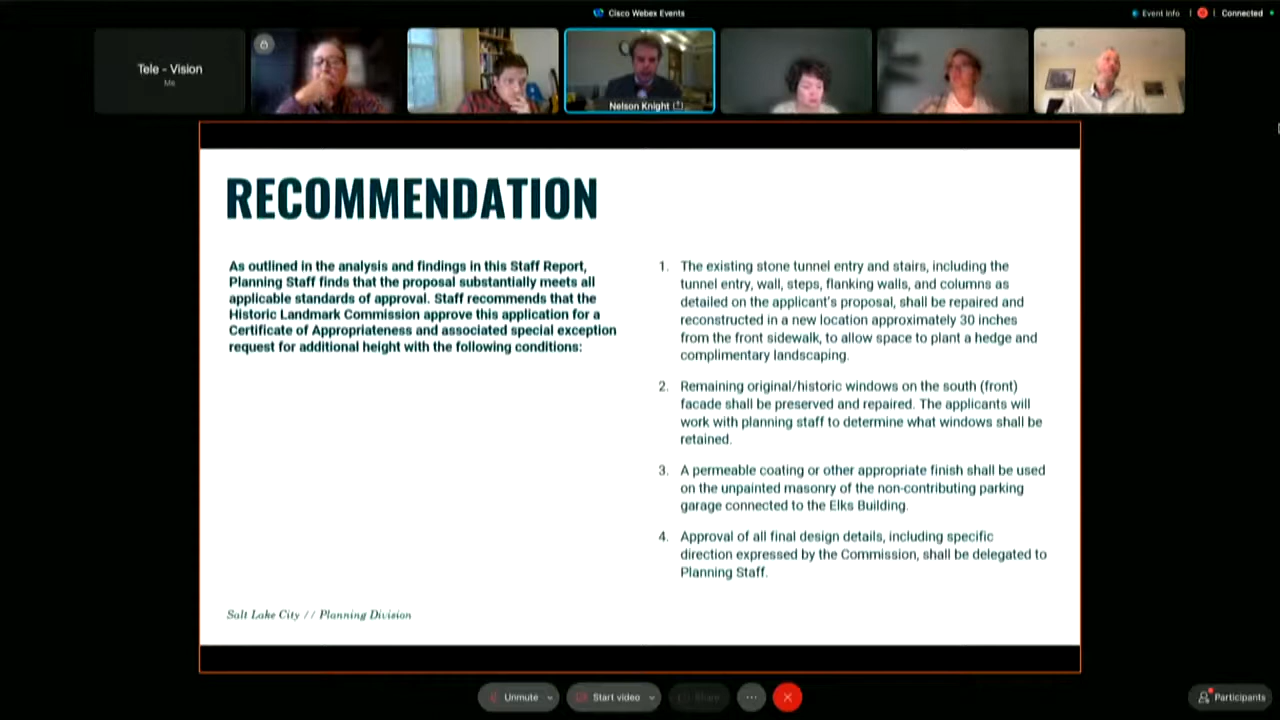 Cisco Webex Events
Event Info
Connected
Tele - Vision
Me
Nelson Knight
RECOMMENDATION
As outlined in the analysis and findings in this Staff Report,
Planning Staff finds that the proposal substantially meets all
applicable standards of approval. Staff recommends that the
Historic Landmark Commission approve this application for a
Certificate of Appropriateness and associated special exception
request for additional height with the following conditions:
1. The existing stone tunnel entry and stairs, including the
tunnel entry, wall, steps, flanking walls, and columns as
detailed on the applicant's proposal, shall be repaired and
reconstructed in a new location approximately 30 inches
from the front sidewalk, to allow space to plant a hedge and
complimentary landscaping.
2. Remaining original/historic windows on the south (front)
facade shall be preserved and repaired. The applicants will
work with planning staff to determine what windows shall be
retained.
3. A permeable coating or other appropriate finish shall be used
on the unpainted masonry of the non-contributing parking
garage connected to the Elks Building.
4. Approval of all final design details, including specific
direction expressed by the Commission, shall be delegated to
Planning Staff.
Salt Lake City // Planning Division
Unmute
Start video
Share
Participants